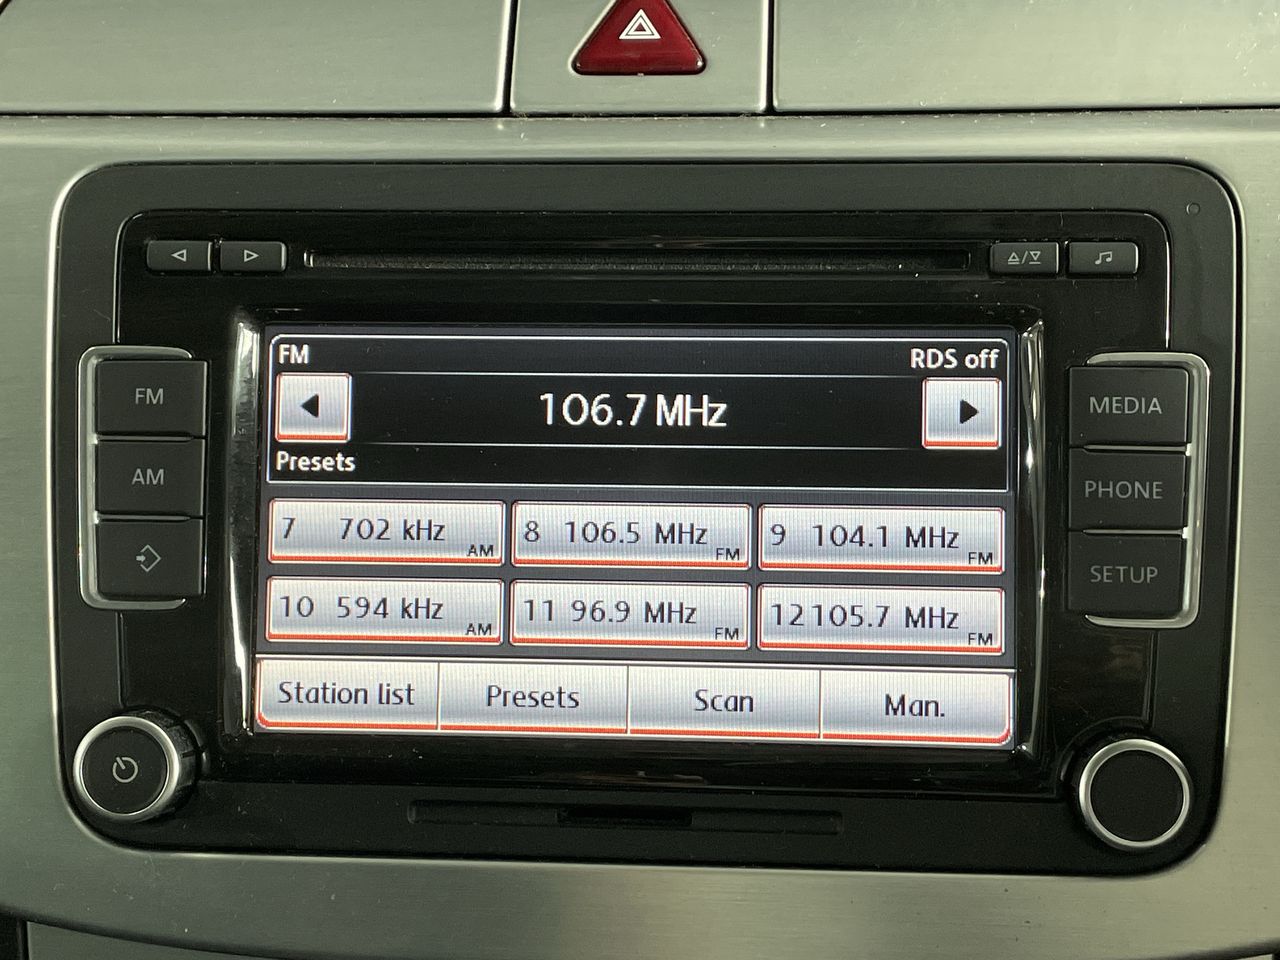 FM
RDS off
106.7 MHz
Presets
7 702 kHz AM
8 106.5 MHz FM
9 104.1 MHz FM
10 594 kHz AM
11 96.9 MHz FM
12 105.7 MHz FM
Station list
Presets
Scan
Man.
FM
AM
MEDIA
PHONE
SETUP